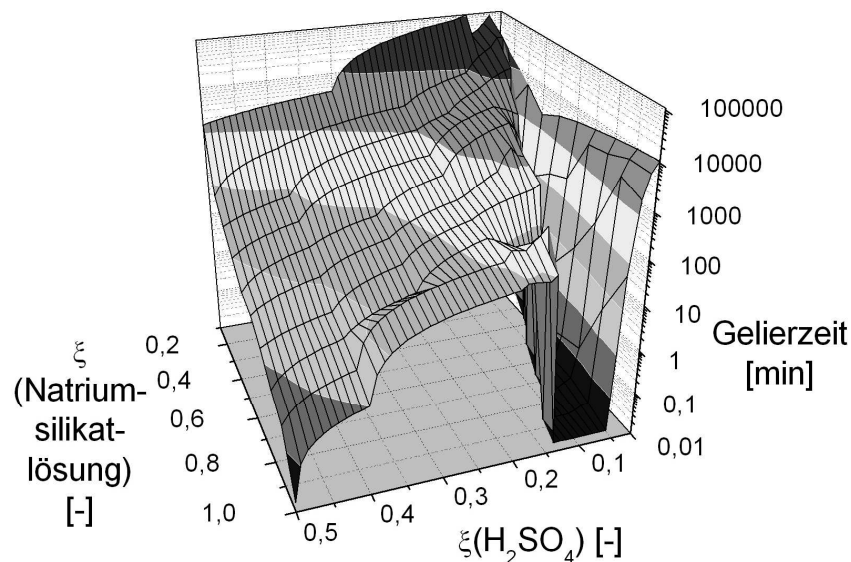 100000
10000
1000
100
10
1
0,1
0,01
Gelierzeit
[min]
ξ
(Natrium-
silikat-
lösung)
[-]
0,2
0,4
0,6
0,8
1,0
0,5
0,4
0,3
0,2
0,1
ξ(H₂SO₄) [-]